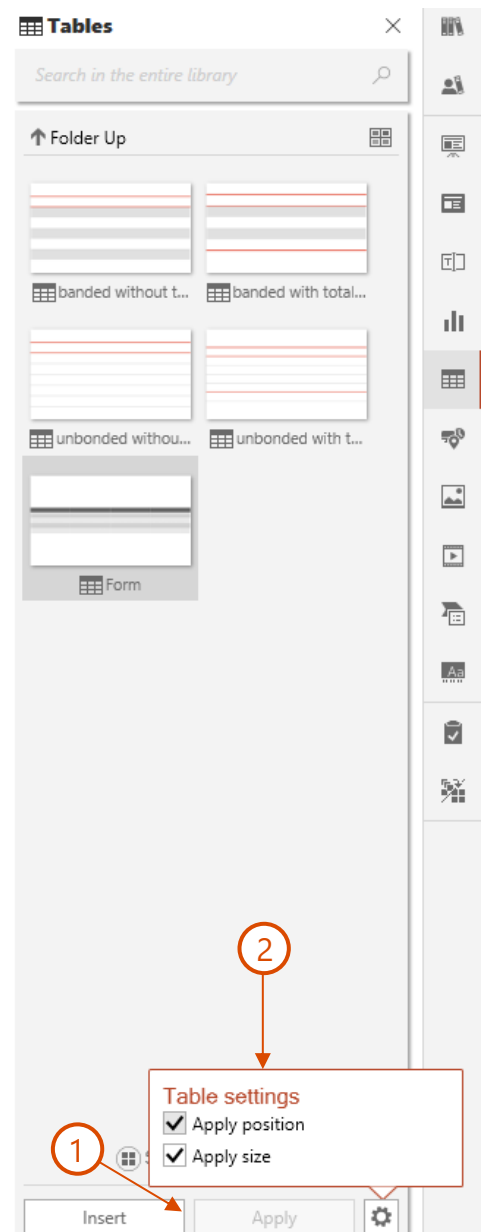 Tables
Search in the entire library
Folder Up
banded without t...
banded with total...
unbonded withou...
unbonded with t...
Form
2
Table settings
Apply position
Apply size
1
Insert
Apply
T
Aa